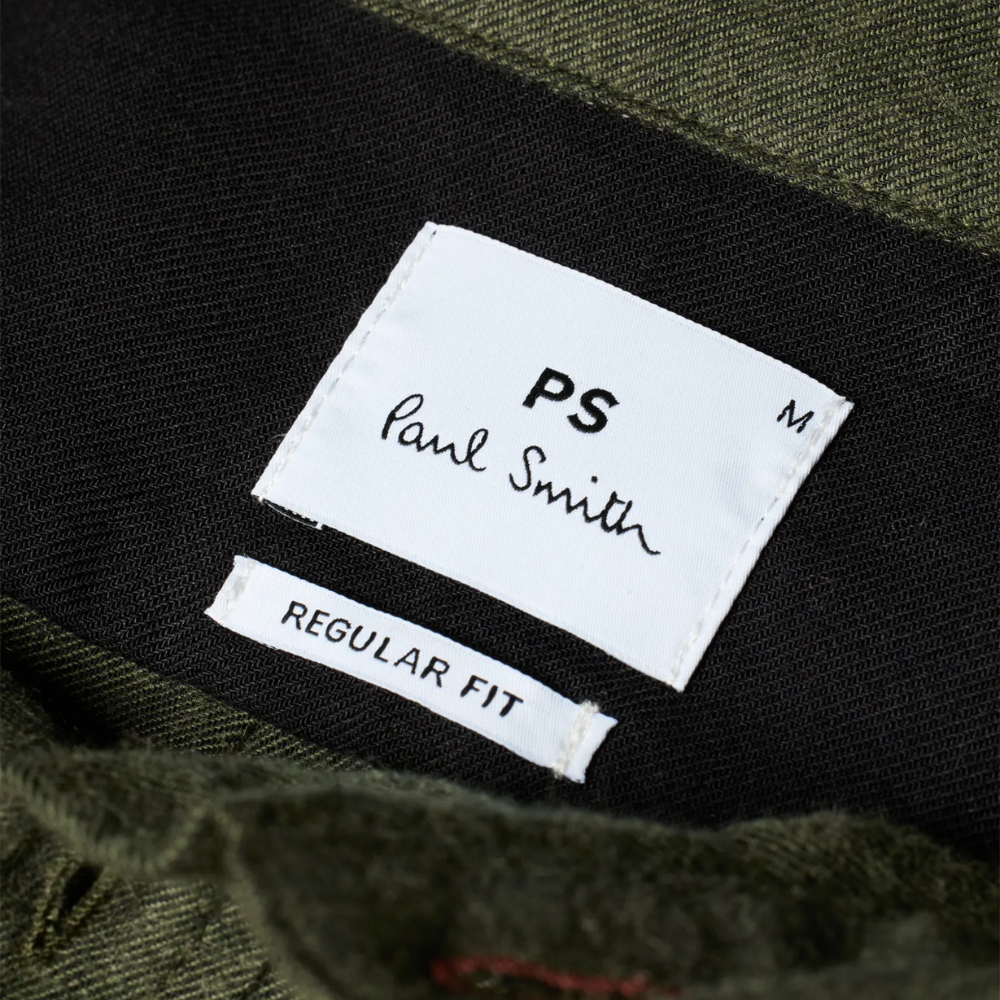 PS
M
Paul Smith
REGULAR FIT